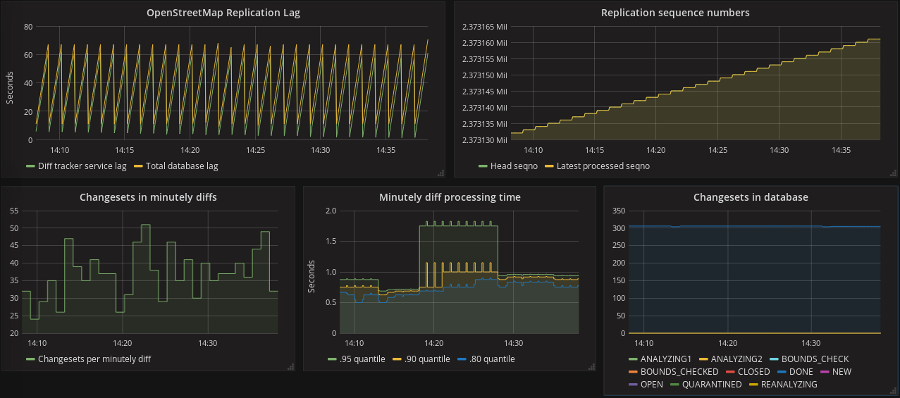 OpenStreetMap Replication Lag
80
60
40
20
0
Seconds
14:10 14:15 14:20 14:25 14:30 14:35
Diff tracker service lag Total database lag
Replication sequence numbers
2.373165 Mil
2.373160 Mil
2.373155 Mil
2.373150 Mil
2.373145 Mil
2.373140 Mil
2.373135 Mil
2.373130 Mil
14:10 14:15 14:20 14:25 14:30 14:35
Head seqno Latest processed seqno
Changesets in minutely diffs
55
50
45
40
35
30
25
20
14:10 14:20 14:30
Changesets per minutely diff
Minutely diff processing time
2.0
1.5
1.0
0.5
0
Seconds
14:10 14:20 14:30
.95 quantile .90 quantile .80 quantile
Changesets in database
350
300
250
200
150
100
50
0
14:10 14:20 14:30
ANALYZING1 ANALYZING2 BOUNDS_CHECK
BOUNDS_CHECKED CLOSED DONE NEW
OPEN QUARANTINED REANALYZING